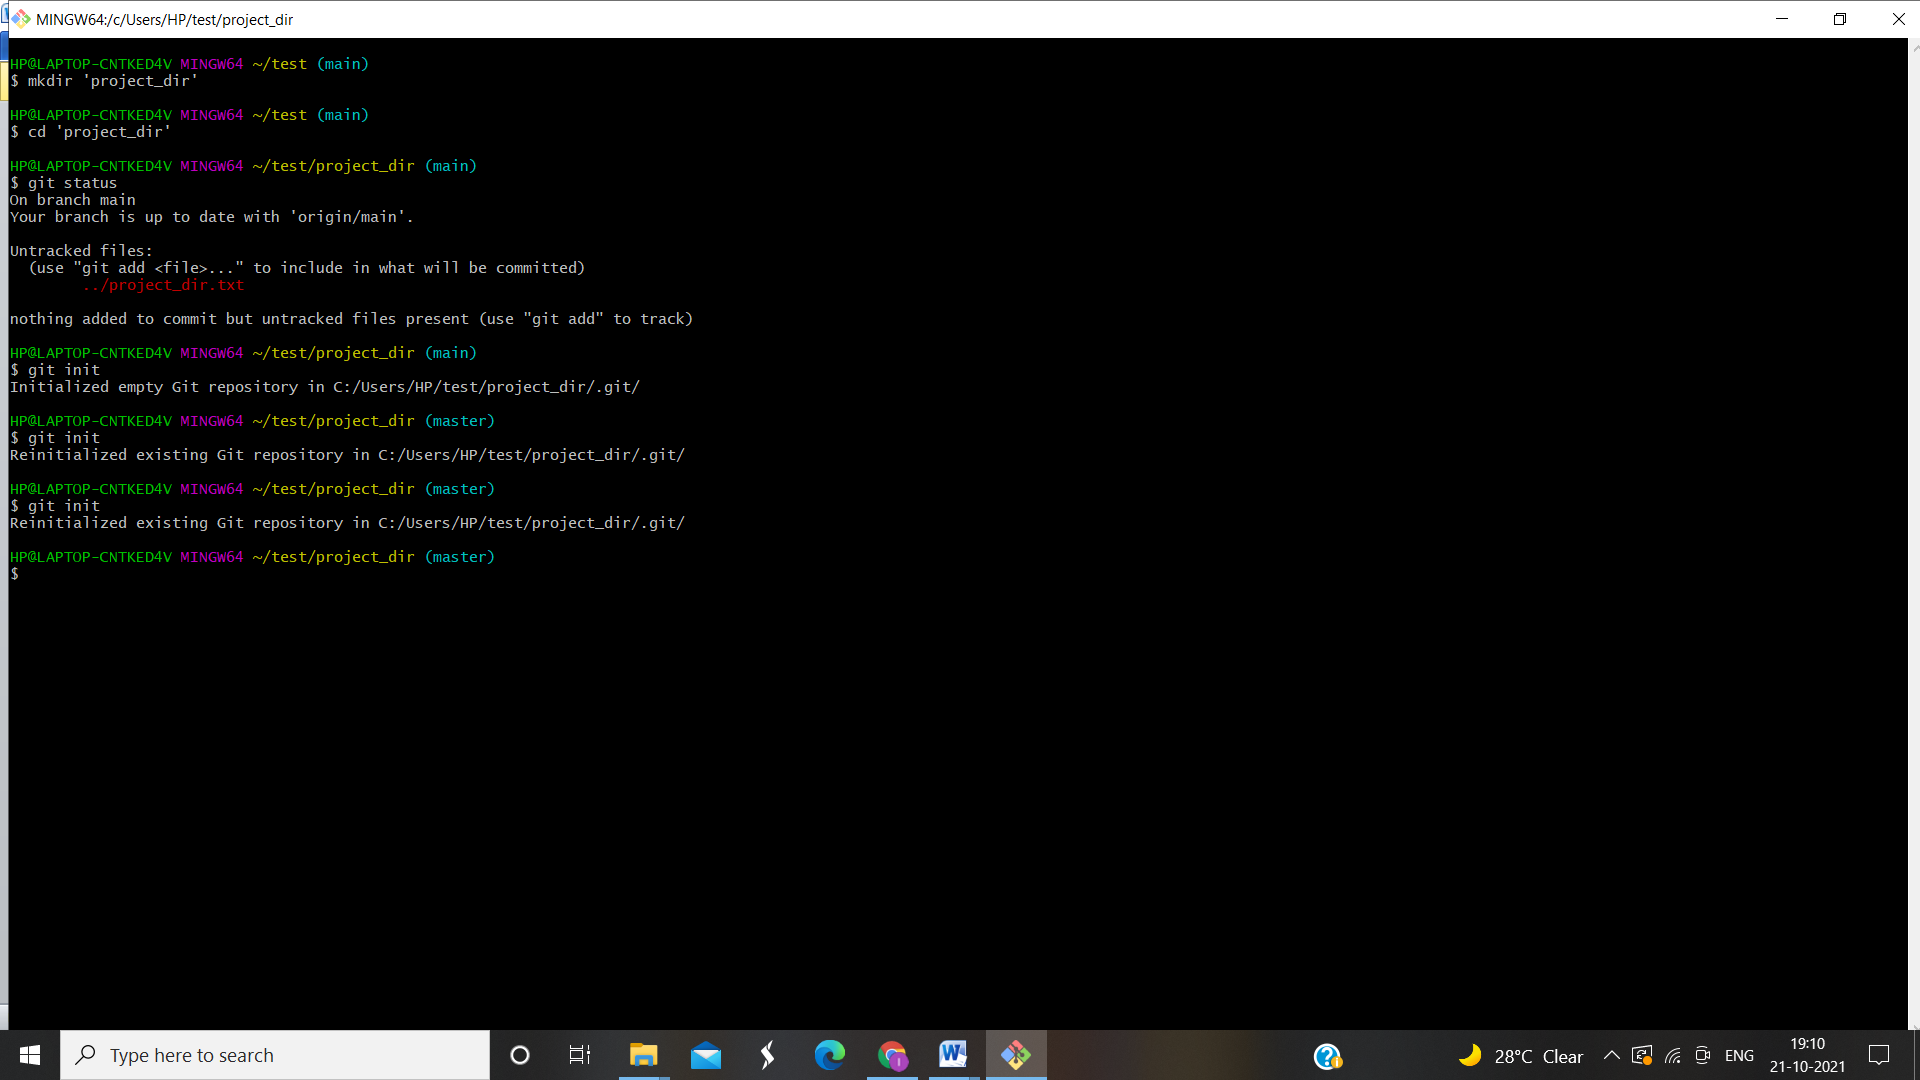 MINGW64:/c/Users/HP/test/project_dir
HP@LAPTOP-CNTKED4V MINGW64 ~/test (main)
$ mkdir 'project_dir'
HP@LAPTOP-CNTKED4V MINGW64 ~/test (main)
$ cd 'project_dir'
HP@LAPTOP-CNTKED4V MINGW64 ~/test/project_dir (main)
$ git status
On branch main
Your branch is up to date with 'origin/main'.
Untracked files:
(use "git add <file>..." to include in what will be committed)
../project_dir.txt
nothing added to commit but untracked files present (use "git add" to track)
HP@LAPTOP-CNTKED4V MINGW64 ~/test/project_dir (main)
$ git init
Initialized empty Git repository in C:/Users/HP/test/project_dir/.git/
HP@LAPTOP-CNTKED4V MINGW64 ~/test/project_dir (master)
$ git init
Reinitialized existing Git repository in C:/Users/HP/test/project_dir/.git/
HP@LAPTOP-CNTKED4V MINGW64 ~/test/project_dir (master)
$ git init
Reinitialized existing Git repository in C:/Users/HP/test/project_dir/.git/
HP@LAPTOP-CNTKED4V MINGW64 ~/test/project_dir (master)
$
Type here to search
28°C Clear
ENG
19:10
21-10-2021